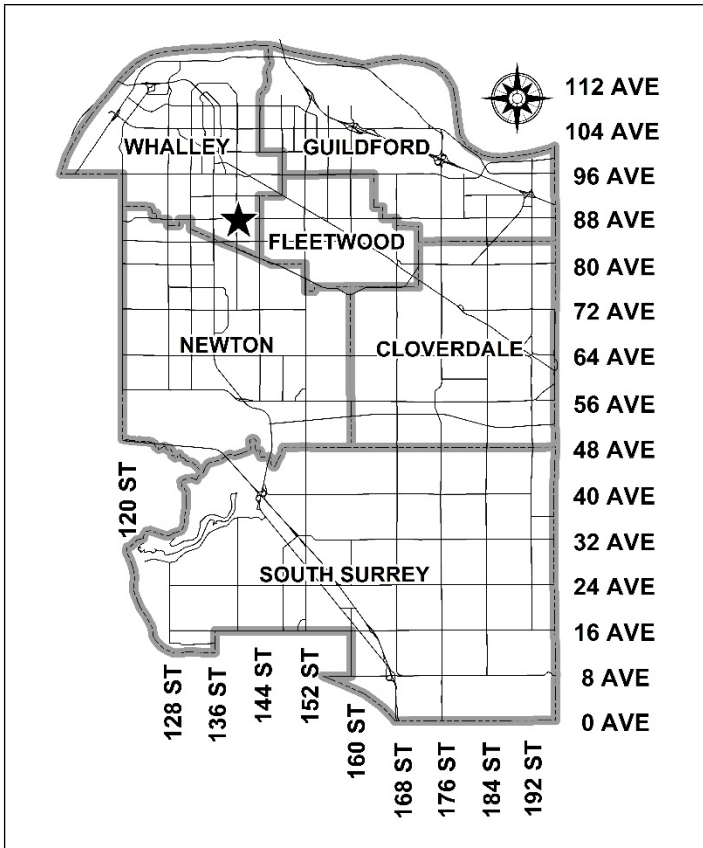 112 AVE
104 AVE
WHALLEY
GUILDFORD
96 AVE
88 AVE
FLEETWOOD
80 AVE
72 AVE
NEWTON
CLOVERDALE
64 AVE
56 AVE
48 AVE
120 ST
40 AVE
32 AVE
SOUTH SURREY
24 AVE
16 AVE
8 AVE
0 AVE
128 ST
136 ST
144 ST
152 ST
160 ST
168 ST
176 ST
184 ST
192 ST